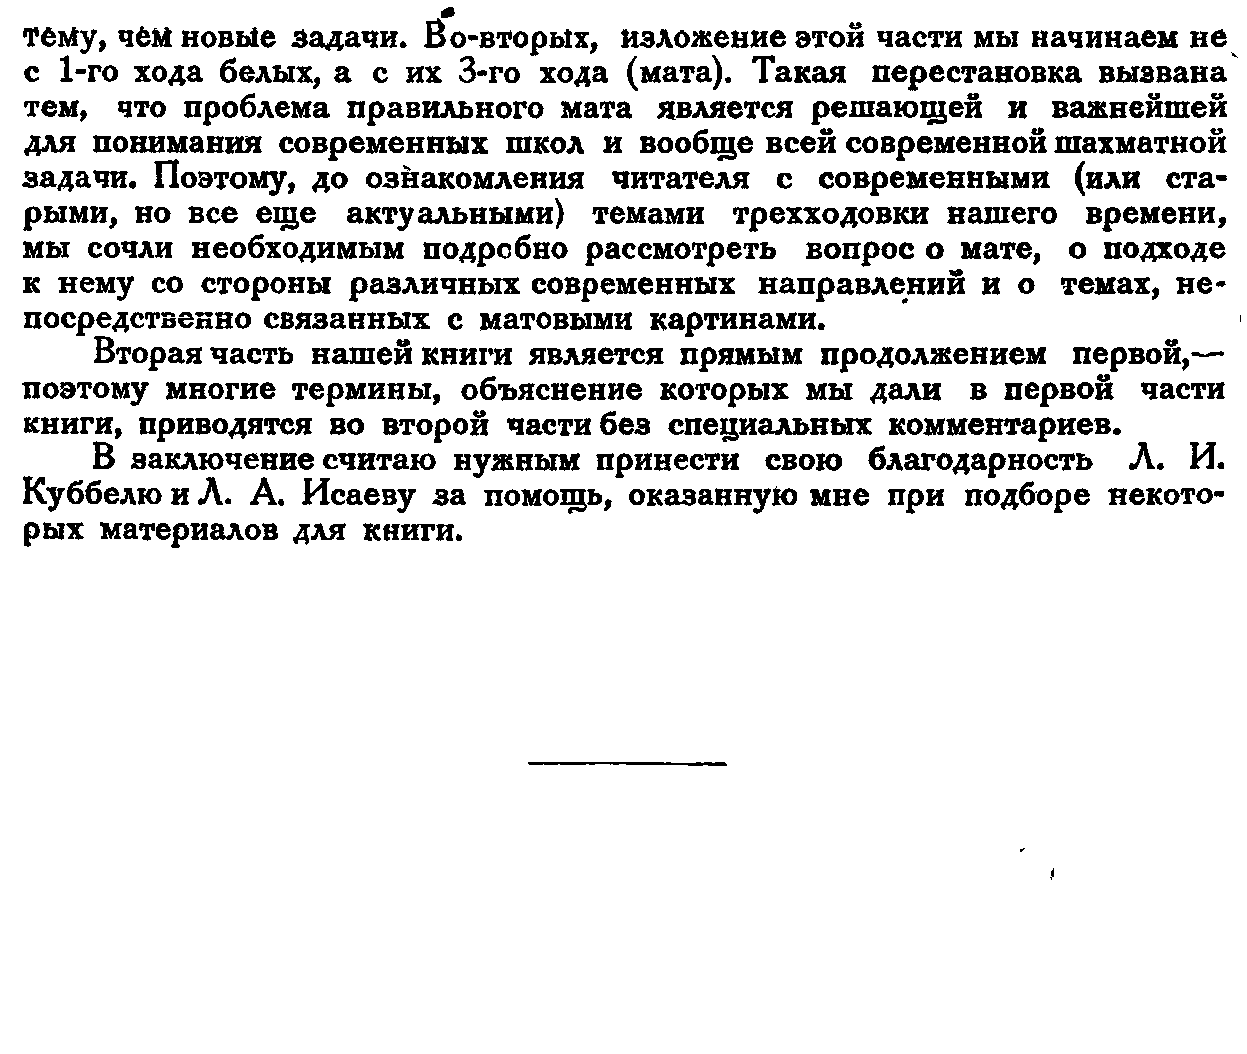 тему, чем новые задачи. Во-вторых, изложение этой части мы начинаем не
с 1-го хода белых, а с их 3-го хода (мата). Такая перестановка вызвана
тем, что проблема правильного мата является решающей и важнейшей
для понимания современных школ и вообще всей современной шахматной
задачи. Поэтому, до ознакомления читателя с современными (или ста-
рыми, но все еще актуальными) темами трехходовки нашего времени,
мы сочли необходимым подробно рассмотреть вопрос о мате, о подходе
к нему со стороны различных современных направлений и о темах, не-
посредственно связанных с матовыми картинами.
Вторая часть нашей книги является прямым продолжением первой,—
поэтому многие термины, объяснение которых мы дали в первой части
книги, приводятся во второй части без специальных комментариев.
В заключение считаю нужным принести свою благодарность Л. И.
Куббелю и Л. А. Исаеву за помощь, оказанную мне при подборе некото-
рых материалов для книги.